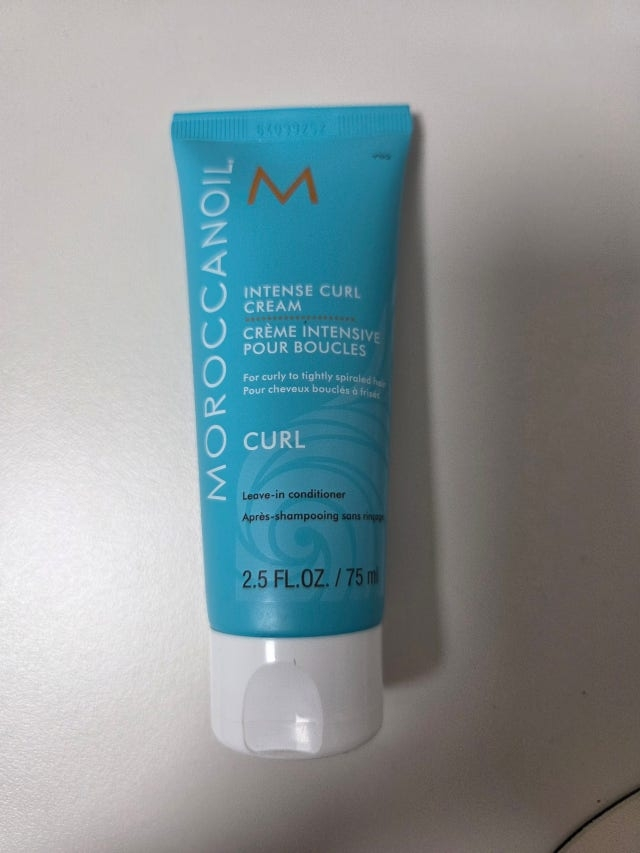 M
MOROCCANOIL®
INTENSE CURL
CREAM
CRÈME INTENSIVE
POUR BOUCLES
For curly to tightly spiraled hair
Pour cheveux bouclés à frisés
CURL
Leave-in conditioner
Après-shampooing sans rinçage
2.5 FL.OZ. / 75 ml